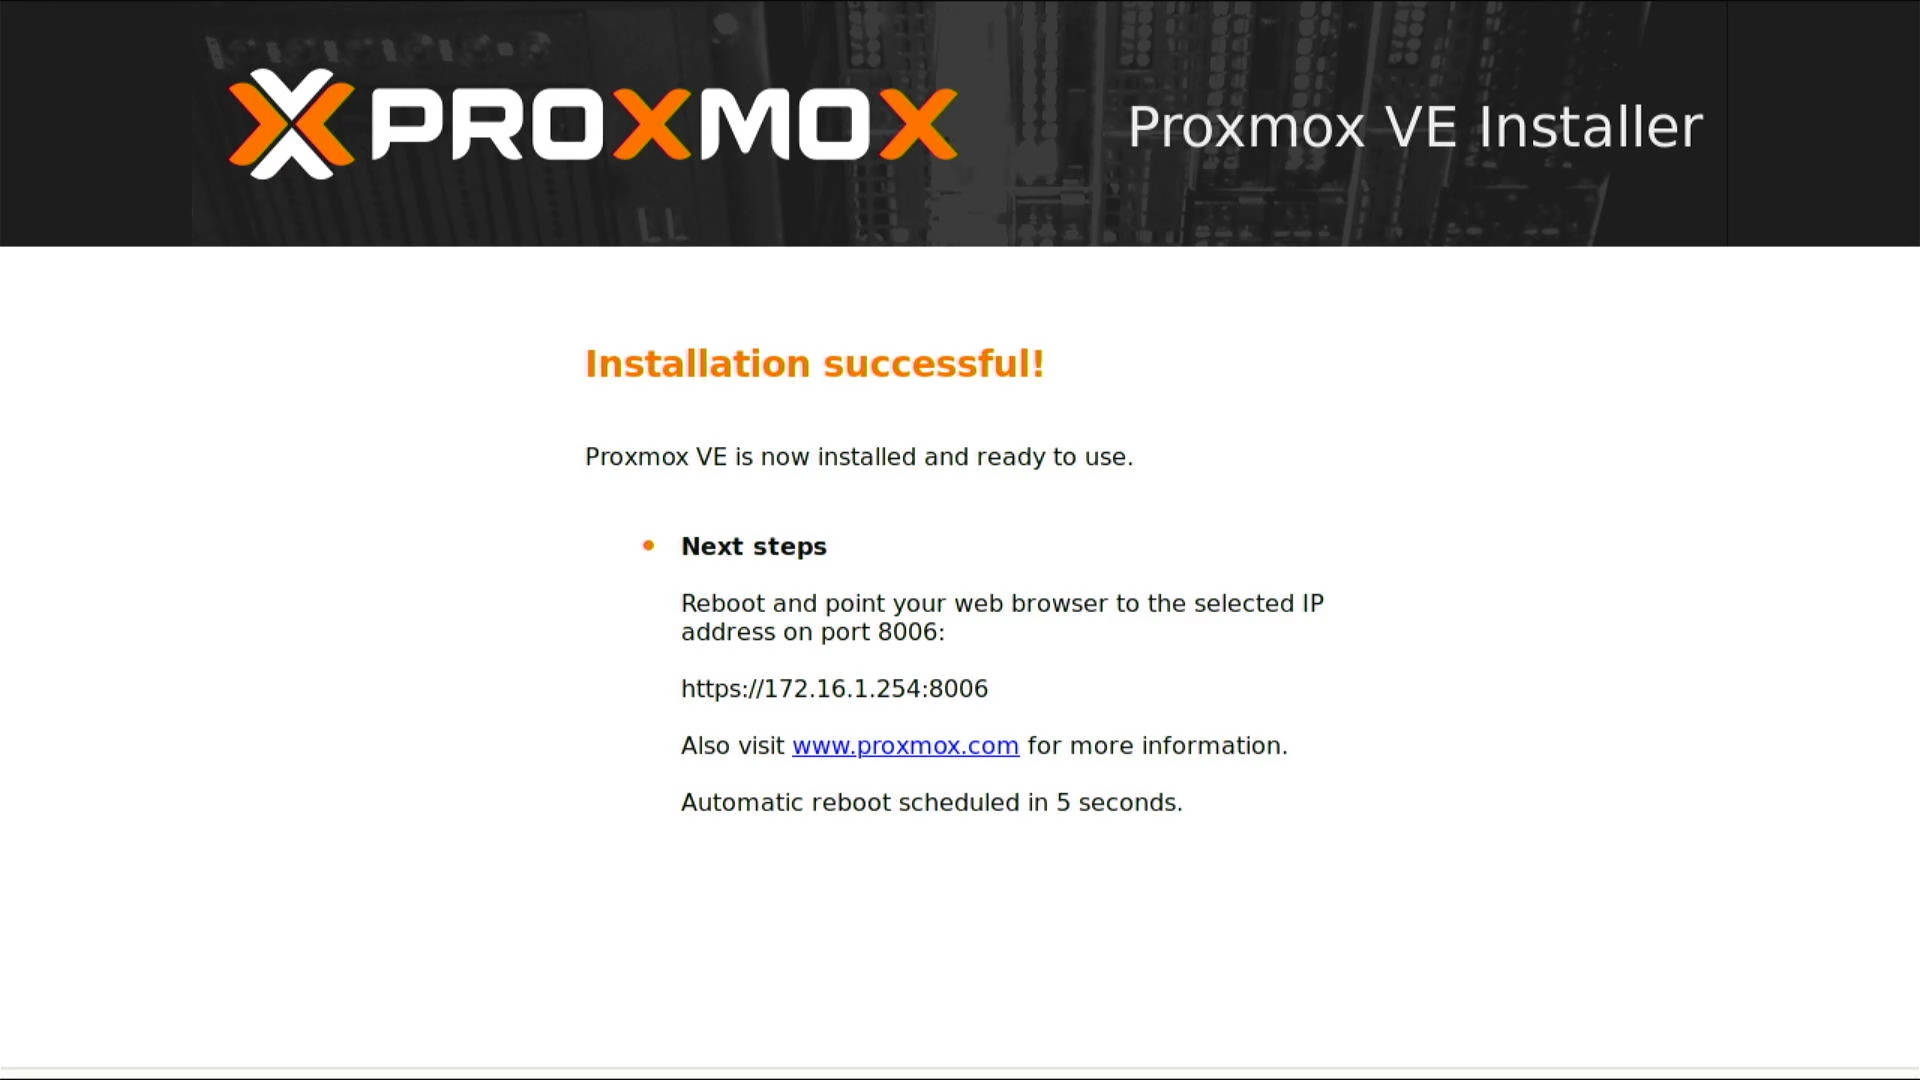 PROXMOX
Proxmox VE Installer
Installation successful!
Proxmox VE is now installed and ready to use.
Next steps
Reboot and point your web browser to the selected IP
address on port 8006:
https://172.16.1.254:8006
Also visit www.proxmox.com for more information.
Automatic reboot scheduled in 5 seconds.